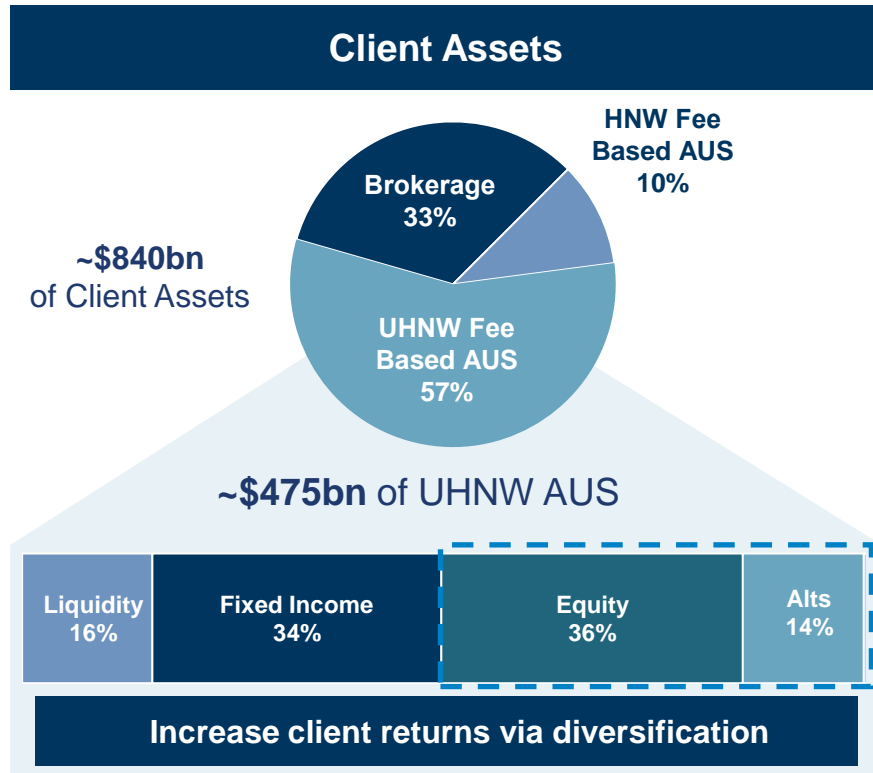 Client Assets
HNW Fee
Based AUS
10%
Brokerage
33%
~$840bn
of Client Assets
UHNW Fee
Based AUS
57%
~$475bn of UHNW AUS
Liquidity
16%
Fixed Income
34%
Equity
36%
Alts
14%
Increase client returns via diversification